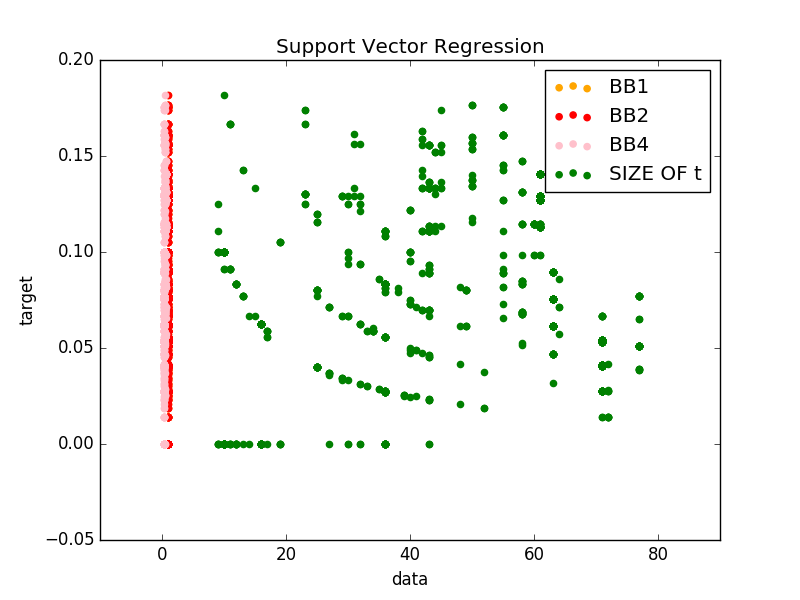 Support Vector Regression
BB1
BB2
BB4
SIZE OF t
target
0.20
0.15
0.10
0.05
0.00
−0.05
0 20 40 60 80
data